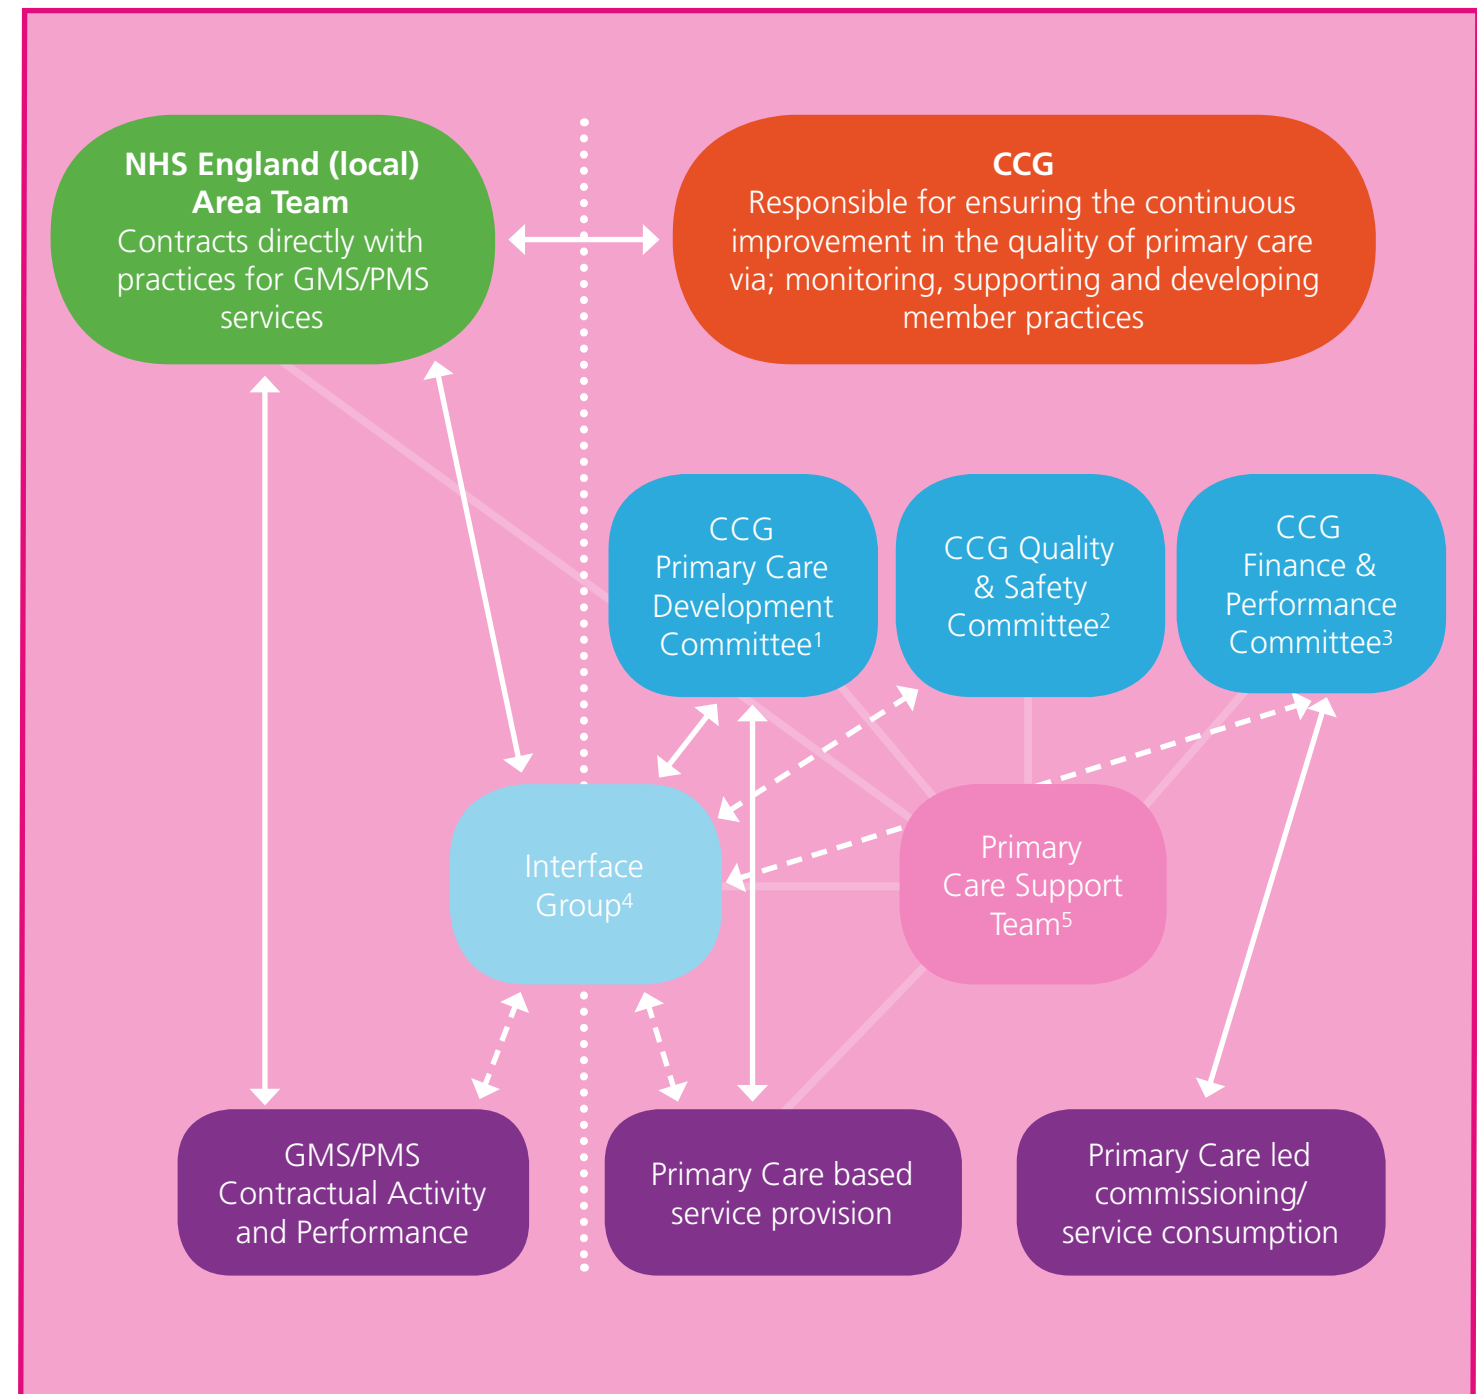 NHS England (local)
Area Team
Contracts directly with
practices for GMS/PMS
services
CCG
Responsible for ensuring the continuous
improvement in the quality of primary care
via; monitoring, supporting and developing
member practices
CCG
Primary Care
Development
Committee¹
CCG Quality
& Safety
Committee²
CCG
Finance &
Performance
Committee³
Interface
Group⁴
Primary
Care Support
Team⁵
GMS/PMS
Contractual Activity
and Performance
Primary Care based
service provision
Primary Care led
commissioning/
service consumption